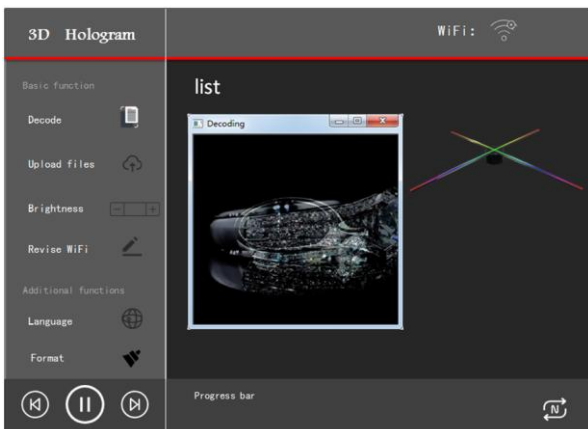 3D Hologram
WiFi:
Basic function
list
Decode
Decoding
Upload files
Brightness
Revise WiFi
Additional functions
Language
Format
Progress bar
N